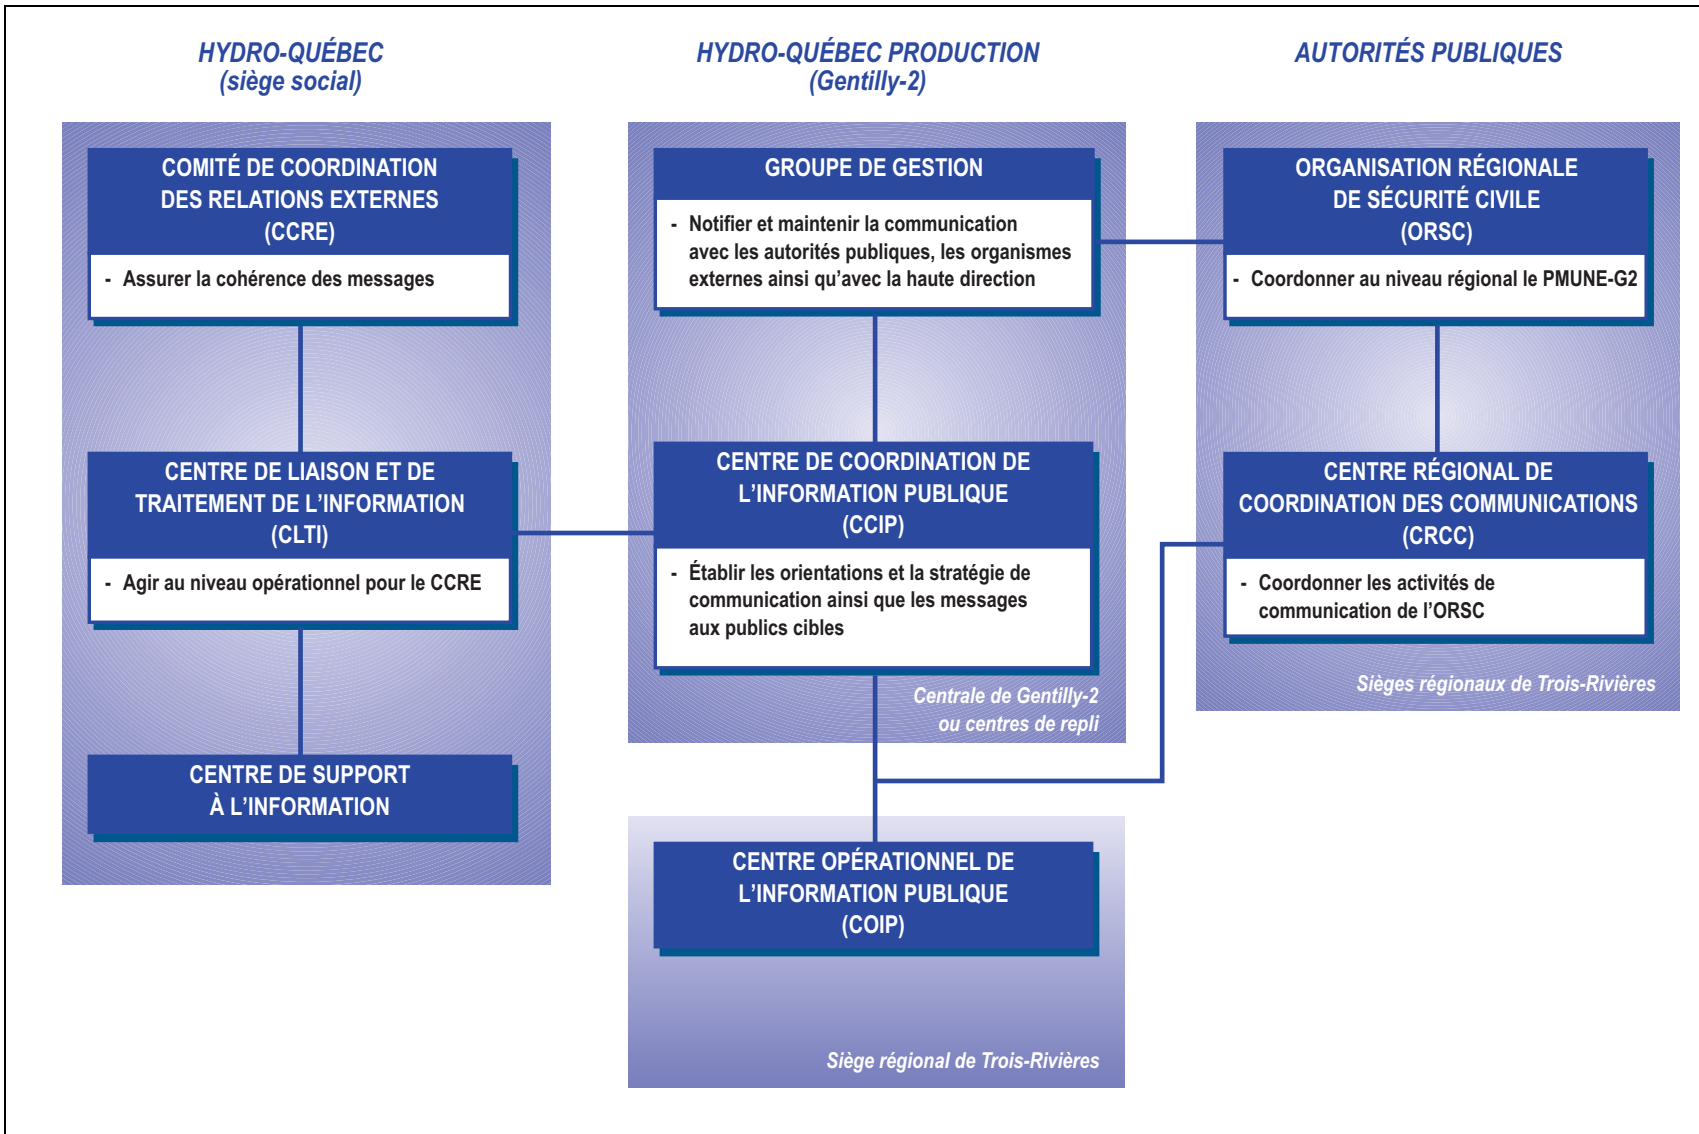 HYDRO-QUÉBEC
(siège social)
COMITÉ DE COORDINATION
DES RELATIONS EXTERNES
(CCRE)
- Assurer la cohérence des messages
CENTRE DE LIAISON ET DE
TRAITEMENT DE L’INFORMATION
(CLTI)
- Agir au niveau opérationnel pour le CCRE
CENTRE DE SUPPORT
À L’INFORMATION
HYDRO-QUÉBEC PRODUCTION
(Gentilly-2)
GROUPE DE GESTION
- Notifier et maintenir la communication
avec les autorités publiques, les organismes
externes ainsi qu’avec la haute direction
CENTRE DE COORDINATION DE
L’INFORMATION PUBLIQUE
(CCIP)
- Établir les orientations et la stratégie de
communication ainsi que les messages
aux publics cibles
Centrale de Gentilly-2
ou centres de repli
CENTRE OPÉRATIONNEL DE
L’INFORMATION PUBLIQUE
(COIP)
Siège régional de Trois-Rivières
AUTORITÉS PUBLIQUES
ORGANISATION RÉGIONALE
DE SÉCURITÉ CIVILE
(ORSC)
- Coordonner au niveau régional le PMUNE-G2
CENTRE RÉGIONAL DE
COORDINATION DES COMMUNICATIONS
(CRCC)
- Coordonner les activités de
communication de l’ORSC
Sièges régionaux de Trois-Rivières